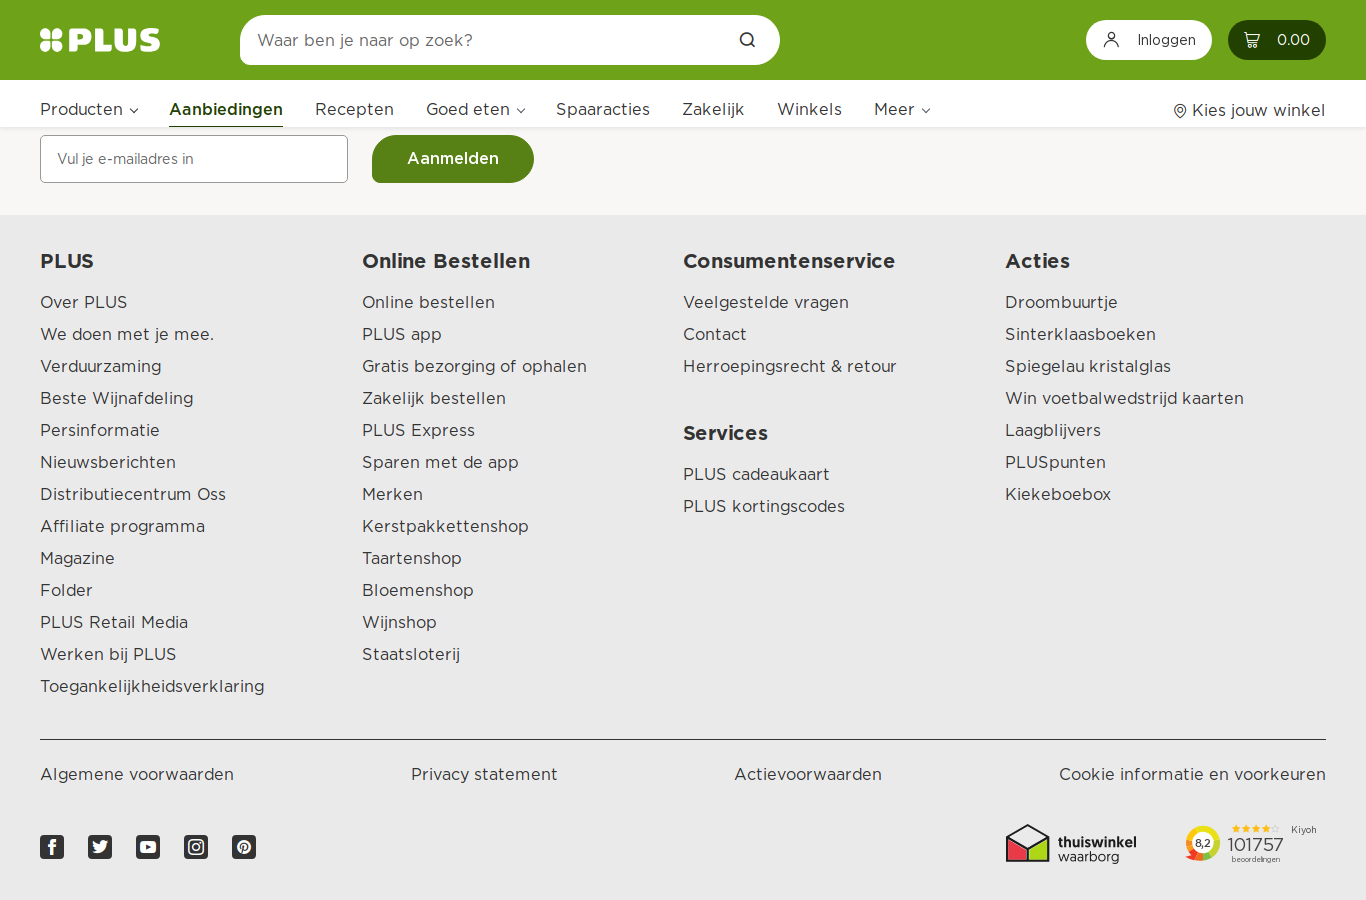 PLUS
Waar ben je naar op zoek?
Inloggen
0.00
Producten
Aanbiedingen
Recepten
Goed eten
Spaaracties
Zakelijk
Winkels
Meer
Kies jouw winkel
Vul je e-mailadres in
Aanmelden
PLUS
Over PLUS
We doen met je mee.
Verduurzaming
Beste Wijnafdeling
Persinformatie
Nieuwsberichten
Distributiecentrum Oss
Affiliate programma
Magazine
Folder
PLUS Retail Media
Werken bij PLUS
Toegankelijkheidsverklaring
Online Bestellen
Online bestellen
PLUS app
Gratis bezorging of ophalen
Zakelijk bestellen
PLUS Express
Sparen met de app
Merken
Kerstpakkettenshop
Taartenshop
Bloemenshop
Wijnshop
Staatsloterij
Consumentenservice
Veelgestelde vragen
Contact
Herroepingsrecht & retour
Services
PLUS cadeaukaart
PLUS kortingscodes
Acties
Droombuurtje
Sinterklaasboeken
Spiegelau kristalglas
Win voetbalwedstrijd kaarten
Laagblijvers
PLUSpunten
Kiekeboebox
Algemene voorwaarden
Privacy statement
Actievoorwaarden
Cookie informatie en voorkeuren
thuiswinkel
waarborg
8,2
101757
beoordelingen
Kiyoh